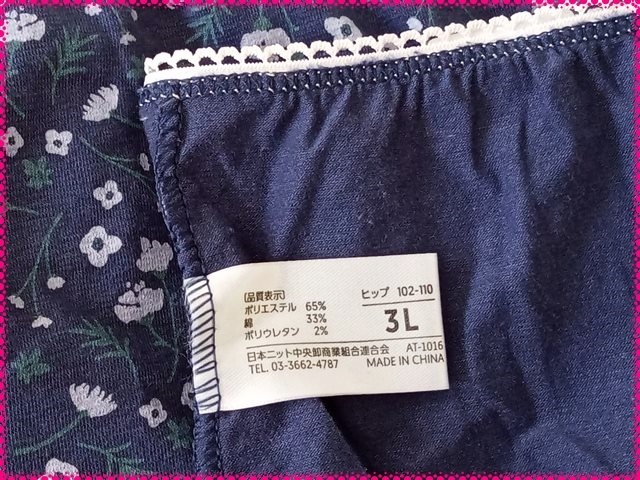 [品質表示]
ポリエステル 65%
綿 33%
ポリウレタン 2%
ヒップ 102-110
3L
日本ニット中央卸商業組合連合会 AT-1016
TEL. 03-3662-4787 MADE IN CHINA